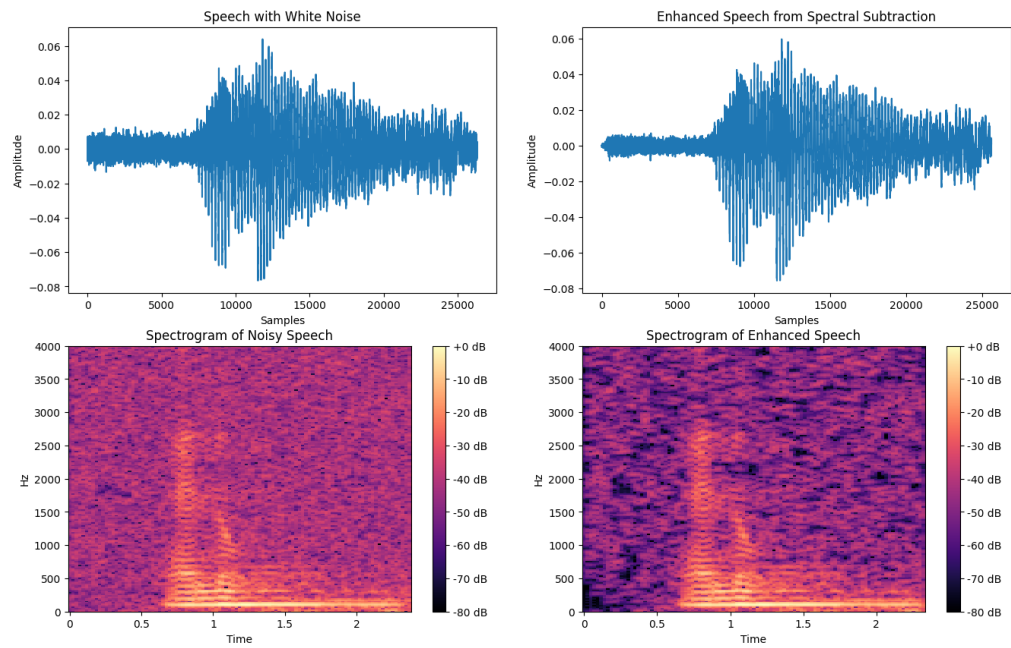 Speech with White Noise
0.06
0.04
0.02
0.00
−0.02
−0.04
−0.06
−0.08
Amplitude
0
5000
10000
15000
20000
25000
Samples
Enhanced Speech from Spectral Subtraction
0.06
0.04
0.02
0.00
−0.02
−0.04
−0.06
−0.08
Amplitude
0
5000
10000
15000
20000
25000
Samples
Spectrogram of Noisy Speech
4000
3500
3000
2500
2000
1500
1000
500
0
Hz
0
0.5
1
1.5
2
Time
+0 dB
-10 dB
-20 dB
-30 dB
-40 dB
-50 dB
-60 dB
-70 dB
-80 dB
Spectrogram of Enhanced Speech
4000
3500
3000
2500
2000
1500
1000
500
0
Hz
0
0.5
1
1.5
2
Time
+0 dB
-10 dB
-20 dB
-30 dB
-40 dB
-50 dB
-60 dB
-70 dB
-80 dB